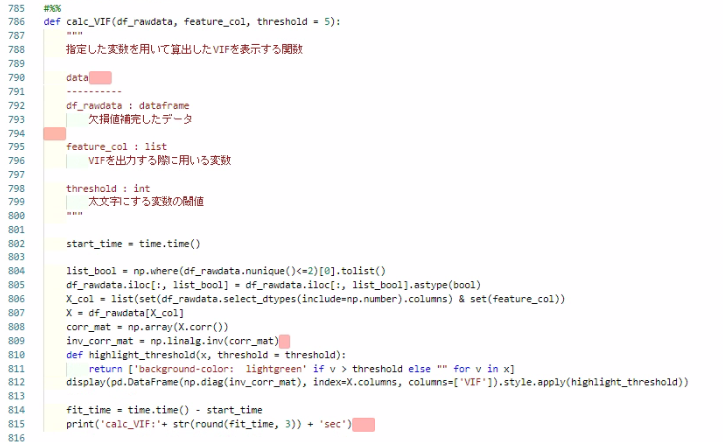 785 #%%
786 def calc_VIF(df_rawdata, feature_col, threshold = 5):
787 """
788 指定した変数を用いて算出したVIFを表示する関数
789
790 data
791 ----------
792 df_rawdata : dataframe
793 欠損値補完したデータ
794
795 feature_col : list
796 VIFを出力する際に用いる変数
797
798 threshold : int
799 太文字にする変数の閾値
800 """
801
802 start_time = time.time()
803
804 list_bool = np.where(df_rawdata.nunique()<=2)[0].tolist()
805 df_rawdata.iloc[:, list_bool] = df_rawdata.iloc[:, list_bool].astype(bool)
806 X_col = list(set(df_rawdata.select_dtypes(include=np.number).columns) & set(feature_col))
807 X = df_rawdata[X_col]
808 corr_mat = np.array(X.corr())
809 inv_corr_mat = np.linalg.inv(corr_mat)
810 def highlight_threshold(x, threshold = threshold):
811 return ['background-color:  lightgreen' if v > threshold else "" for v in x]
812 display(pd.DataFrame(np.diag(inv_corr_mat), index=X.columns, columns=['VIF']).style.apply(highlight_threshold))
813
814 fit_time = time.time() - start_time
815 print('calc_VIF:'+ str(round(fit_time, 3)) + 'sec')
816